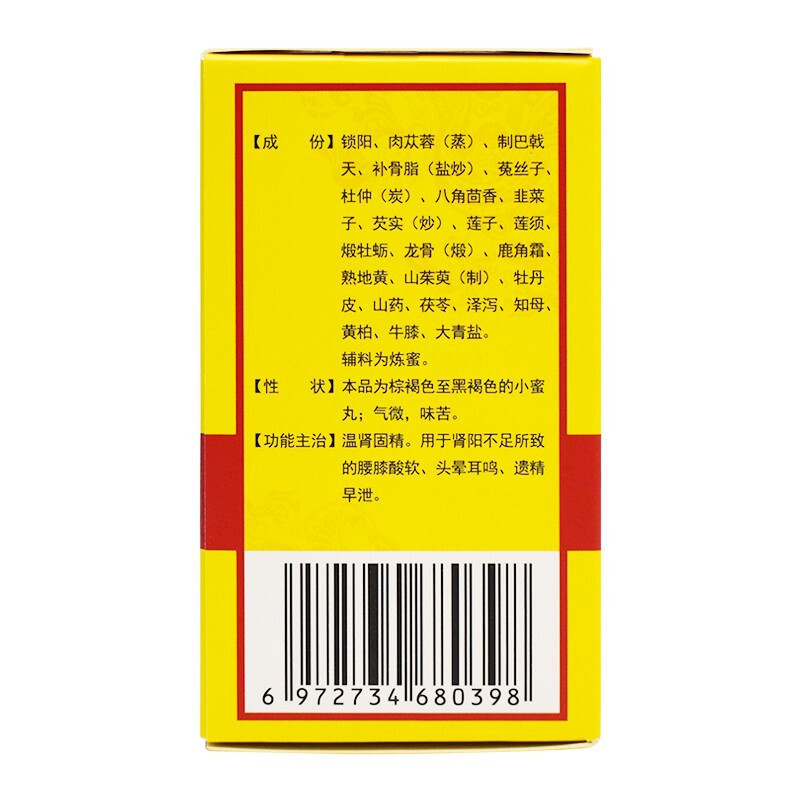 【成　份】锁阳、肉苁蓉（蒸）、制巴戟
天、补骨脂（盐炒）、菟丝子、
杜仲（炭）、八角茴香、韭菜
子、芡实（炒）、莲子、莲须、
煅牡蛎、龙骨（煅）、鹿角霜、
熟地黄、山茱萸（制）、牡丹
皮、山药、茯苓、泽泻、知母、
黄柏、牛膝、大青盐。
辅料为炼蜜。
【性　状】本品为棕褐色至黑褐色的小蜜
丸；气微，味苦。
【功能主治】温肾固精。用于肾阳不足所致
的腰膝酸软、头晕耳鸣、遗精
早泄。
6 972734 680398